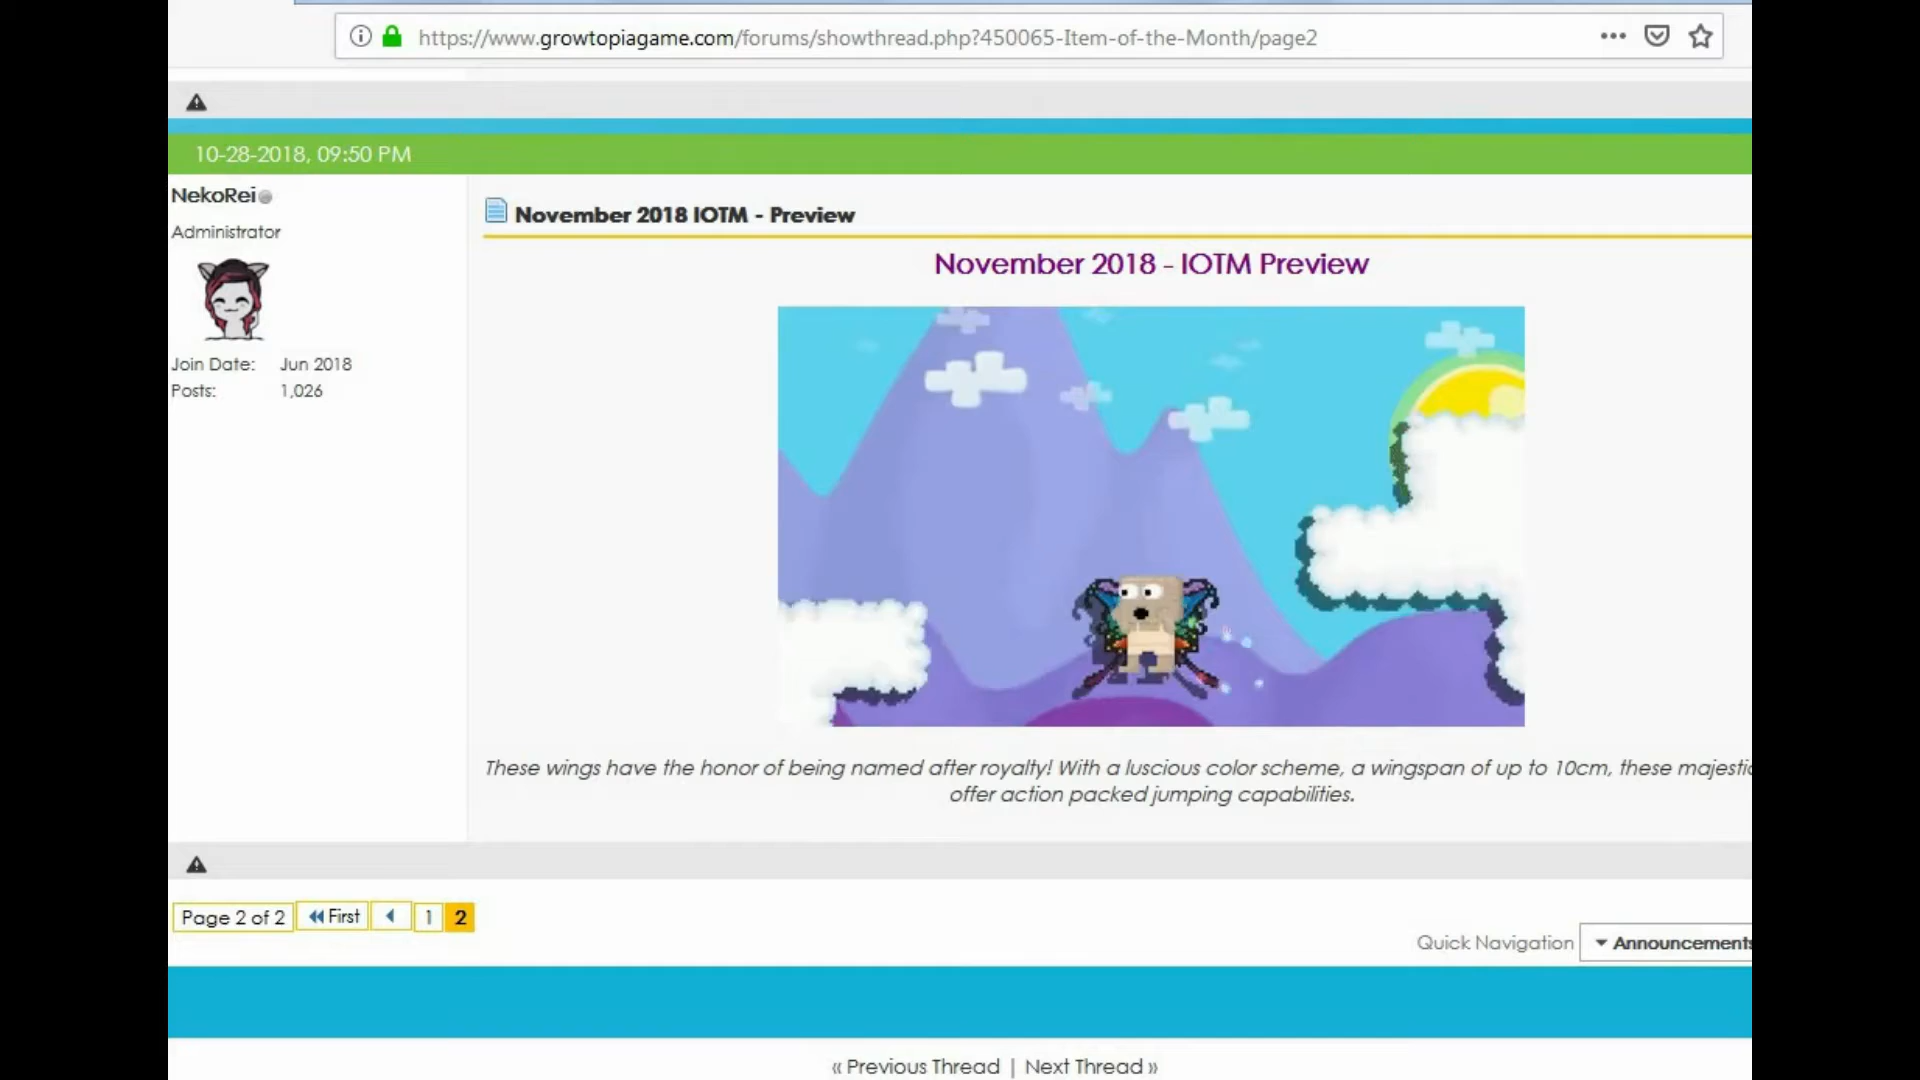 https://www.growtopiagame.com/forums/showthread.php?450065-Item-of-the-Month/page2
10-28-2018, 09:50 PM
NekoRei
Administrator
Join Date: Jun 2018
Posts: 1,026
November 2018 IOTM - Preview
November 2018 - IOTM Preview
These wings have the honor of being named after royalty! With a luscious color scheme, a wingspan of up to 10cm, these majestic
offer action packed jumping capabilities.
Page 2 of 2 First 1 2
Quick Navigation Announcements
« Previous Thread | Next Thread »